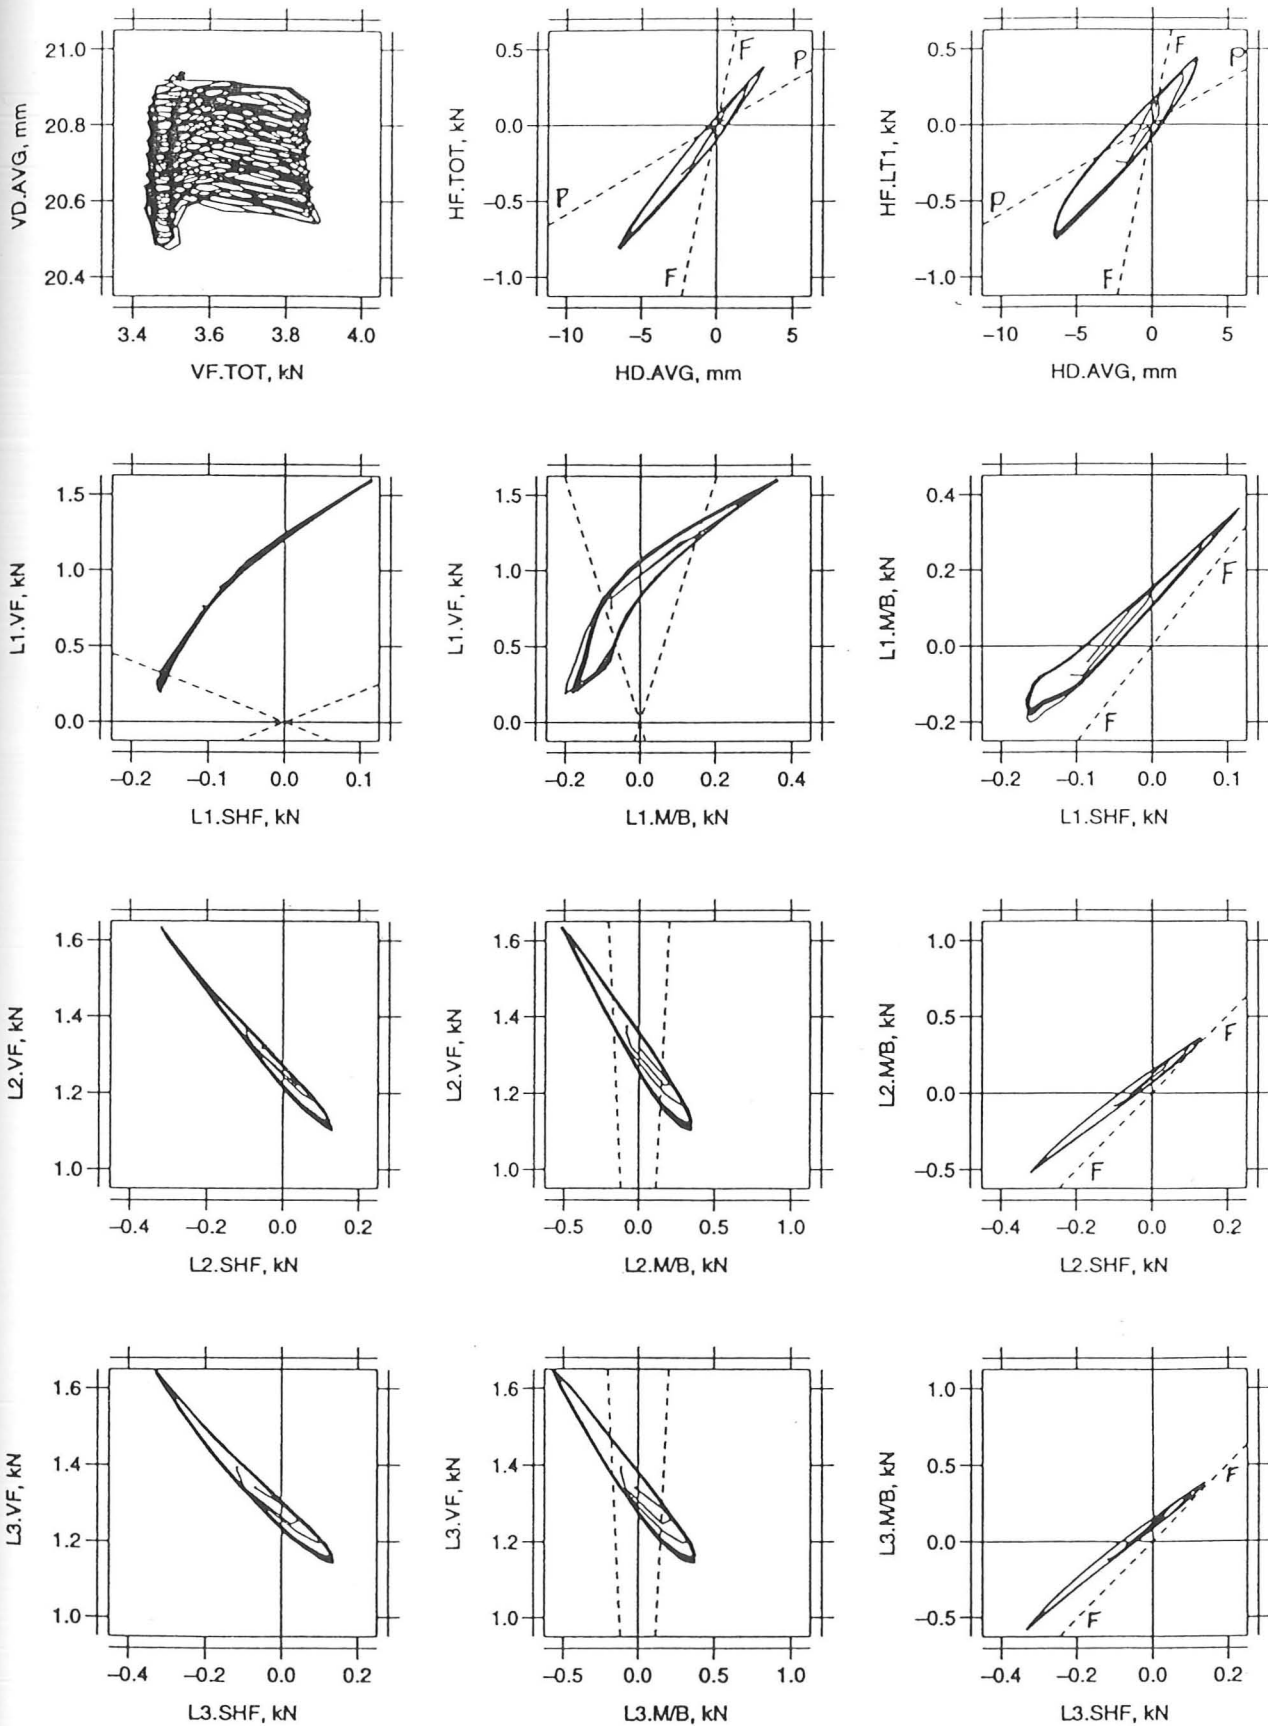 21.0
20.8
20.6
20.4
VD.AVG, mm
3.4 3.6 3.8 4.0
VF.TOT, kN
0.5
0.0
−0.5
−1.0
HF.TOT, kN
F
P
P
F
−10 −5 0 5
HD.AVG, mm
0.5
0.0
−0.5
−1.0
HF.LT1, kN
F
P
P
F
−10 −5 0 5
HD.AVG, mm
1.5
1.0
0.5
0.0
L1.VF, kN
−0.2 −0.1 0.0 0.1
L1.SHF, kN
1.5
1.0
0.5
0.0
L1.VF, kN
−0.2 0.0 0.2 0.4
L1.M/B, kN
0.4
0.2
0.0
−0.2
L1.M/B, kN
F
F
−0.2 −0.1 0.0 0.1
L1.SHF, kN
1.6
1.4
1.2
1.0
L2.VF, kN
−0.4 −0.2 0.0 0.2
L2.SHF, kN
1.6
1.4
1.2
1.0
L2.VF, kN
−0.5 0.0 0.5 1.0
L2.M/B, kN
1.0
0.5
0.0
−0.5
L2.M/B, kN
F
F
−0.4 −0.2 0.0 0.2
L2.SHF, kN
1.6
1.4
1.2
1.0
L3.VF, kN
−0.4 −0.2 0.0 0.2
L3.SHF, kN
1.6
1.4
1.2
1.0
L3.VF, kN
−0.5 0.0 0.5 1.0
L3.M/B, kN
1.0
0.5
0.0
−0.5
L3.M/B, kN
F
F
−0.4 −0.2 0.0 0.2
L3.SHF, kN